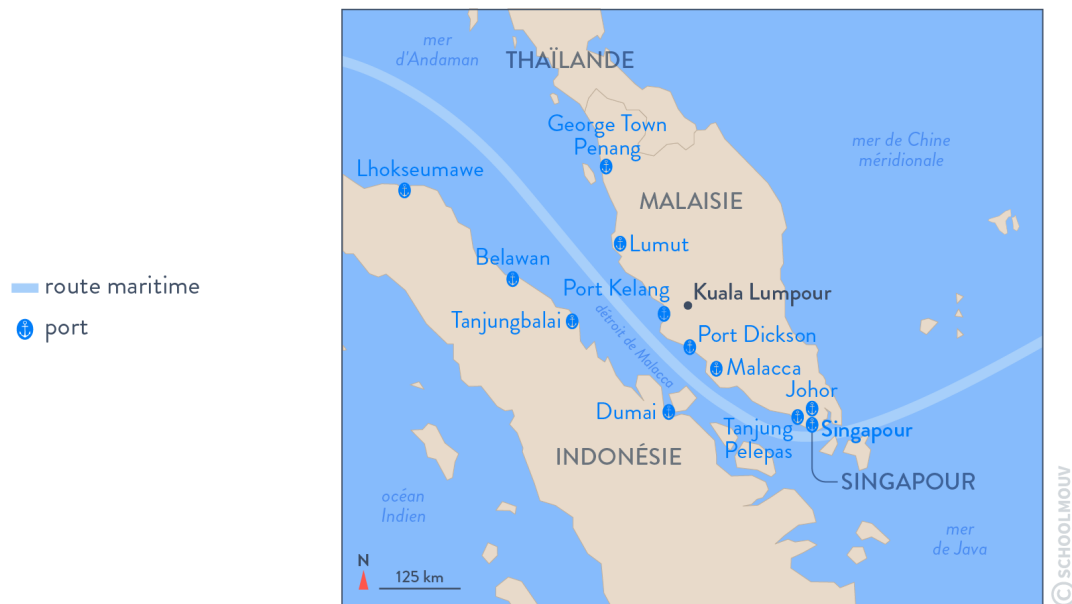 mer
d'Andaman
THAÏLANDE
George Town
Penang
mer de Chine
méridionale
Lhokseumawe
MALAISIE
Lumut
Belawan
Port Kelang
Kuala Lumpour
route maritime
port
Tanjungbalai
détroit de Malacca
Port Dickson
Malacca
Johor
Dumai
Tanjung
Pelepas
Singapour
INDONÉSIE
SINGAPOUR
océan
Indien
mer
de Java
N
125 km
© SCHOOLMOUV